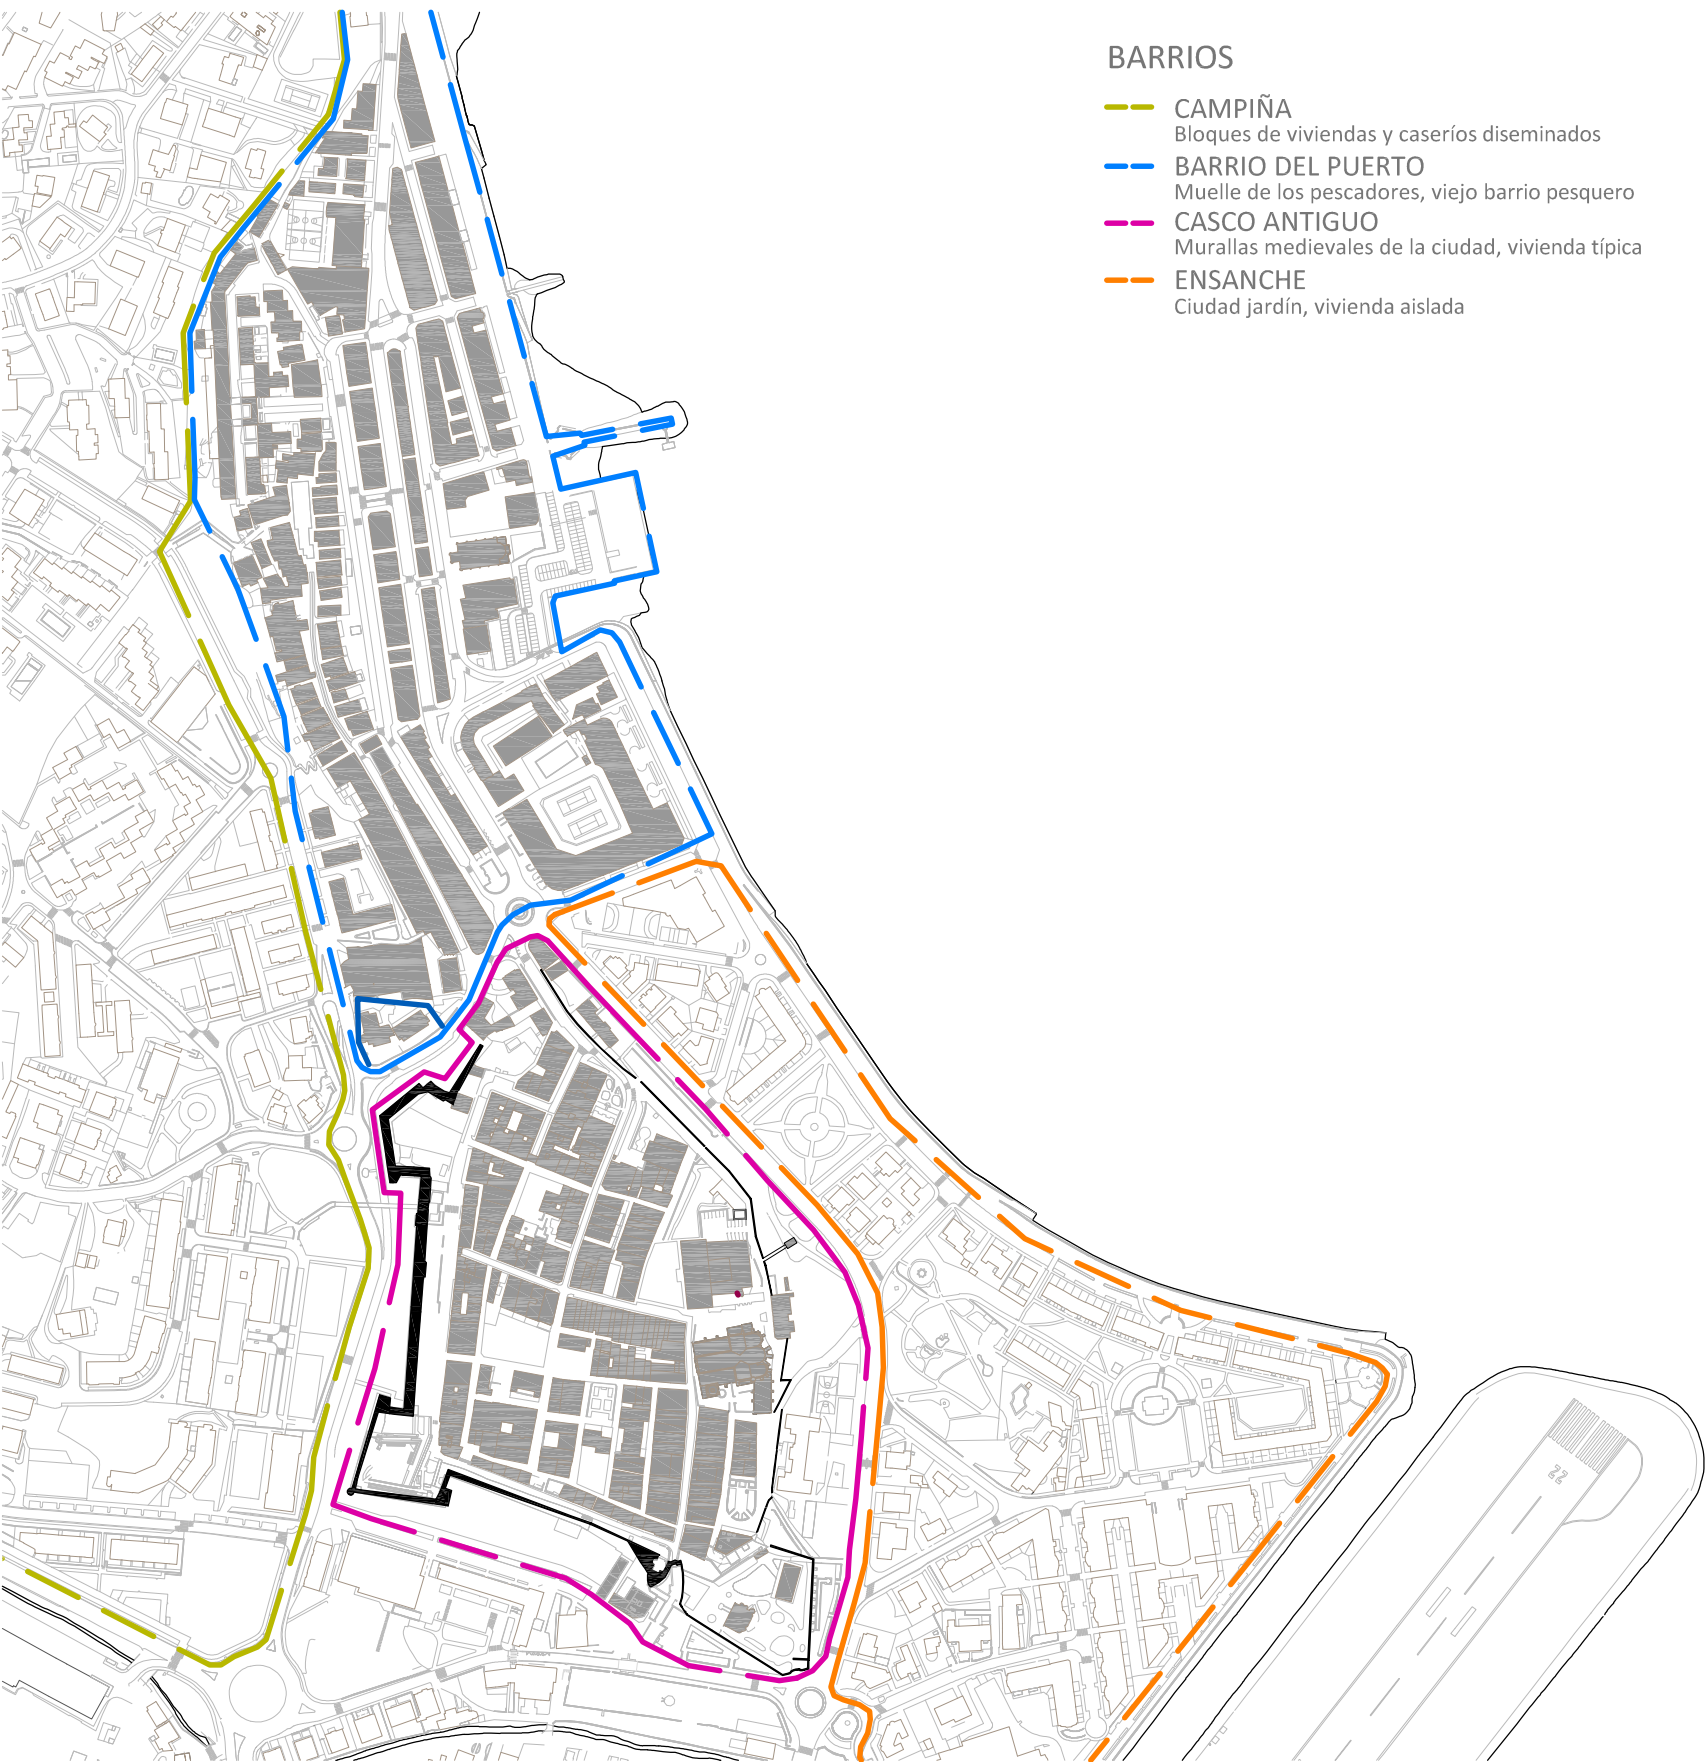 BARRIOS
CAMPIÑA
Bloques de viviendas y caseríos diseminados
BARRIO DEL PUERTO
Muelle de los pescadores, viejo barrio pesquero
CASCO ANTIGUO
Murallas medievales de la ciudad, vivienda típica
ENSANCHE
Ciudad jardín, vivienda aislada
22